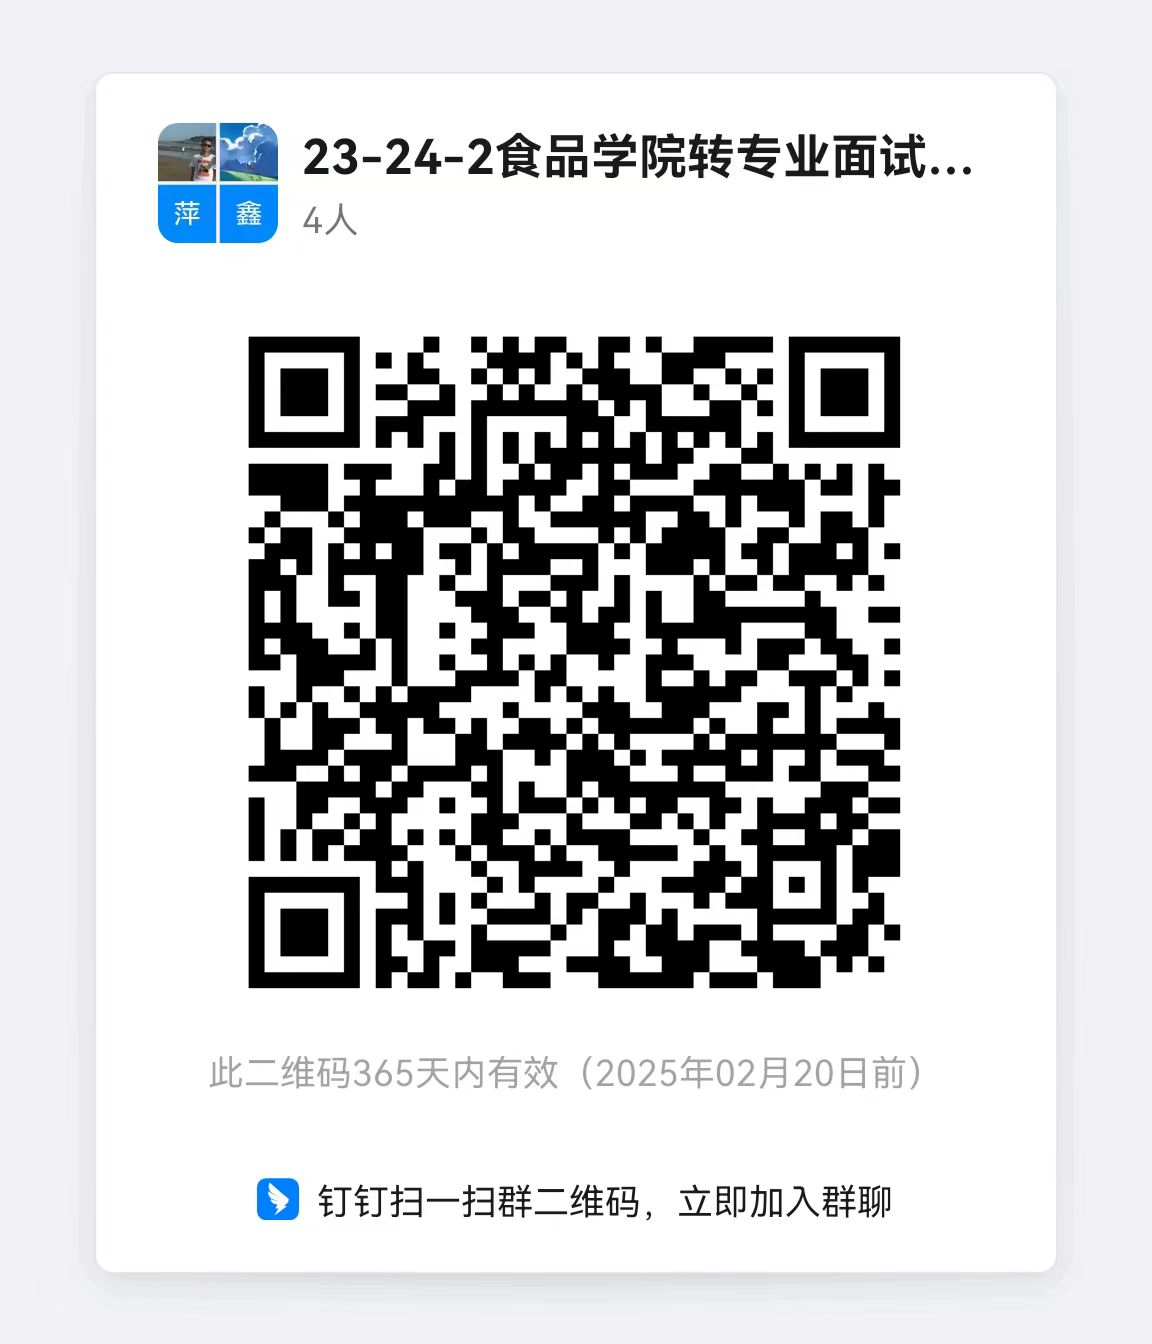 23-24-2食品学院转专业面试...
4人
萍 鑫
此二维码365天内有效（2025年02月20日前）
钉钉扫一扫群二维码，立即加入群聊